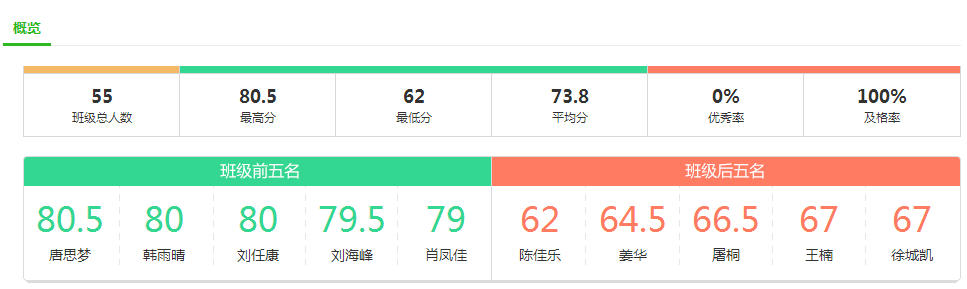 概览
55 80.5 62 73.8 0% 100%
班级总人数 最高分 最低分 平均分 优秀率 及格率
班级前五名 班级后五名
80.5 80 80 79.5 79 62 64.5 66.5 67 67
唐思梦 韩雨晴 刘任康 刘海峰 肖凤佳 陈佳乐 姜华 屠桐 王楠 徐城凯